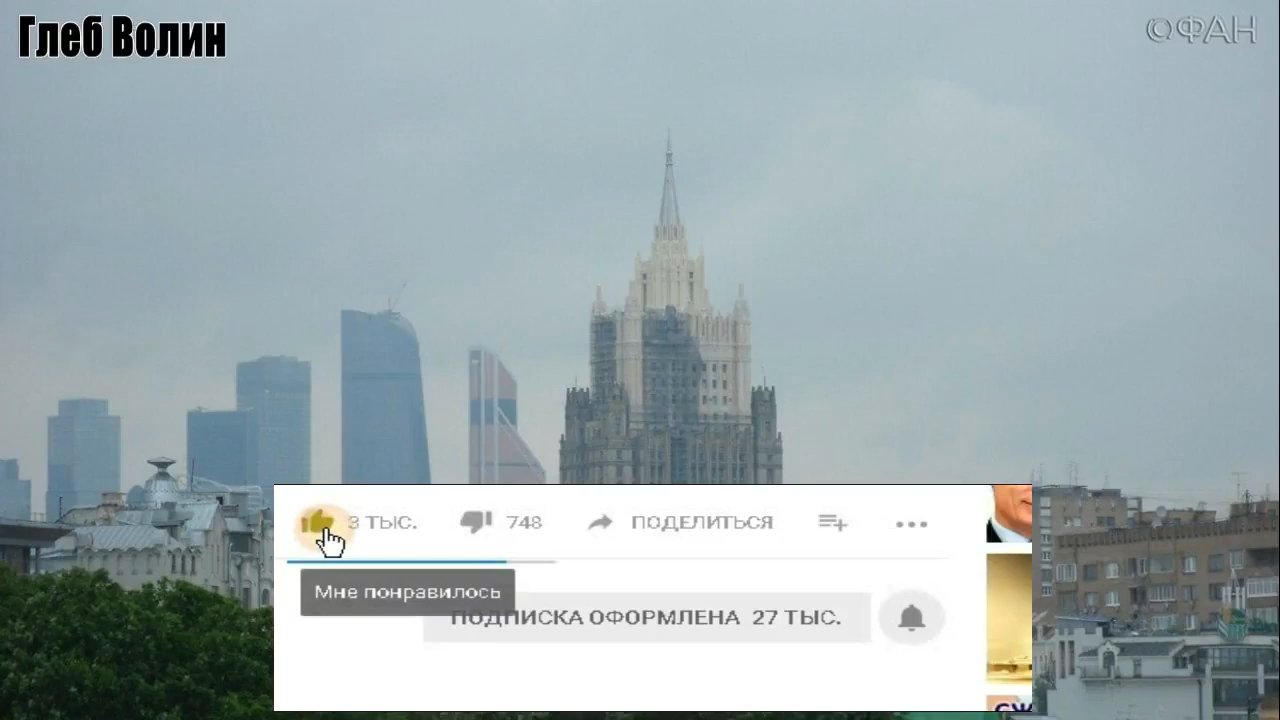 Глеб Волин
©ФАН
3 ТЫС.
748
ПОДЕЛИТЬСЯ
Мне понравилось
ПОДПИСКА ОФОРМЛЕНА 27 ТЫС.